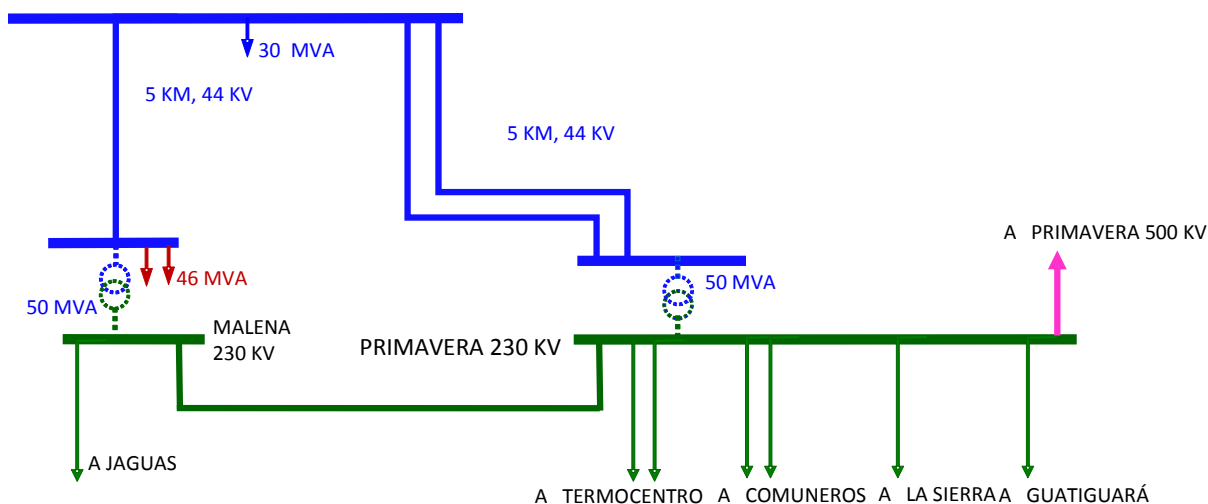 30 MVA
5 KM, 44 KV
5 KM, 44 KV
A PRIMAVERA 500 KV
46 MVA
50 MVA
50 MVA
MALENA
230 KV
PRIMAVERA 230 KV
A JAGUAS
A TERMOCENTRO A COMUNEROS A LA SIERRA A GUATIGUARÁ